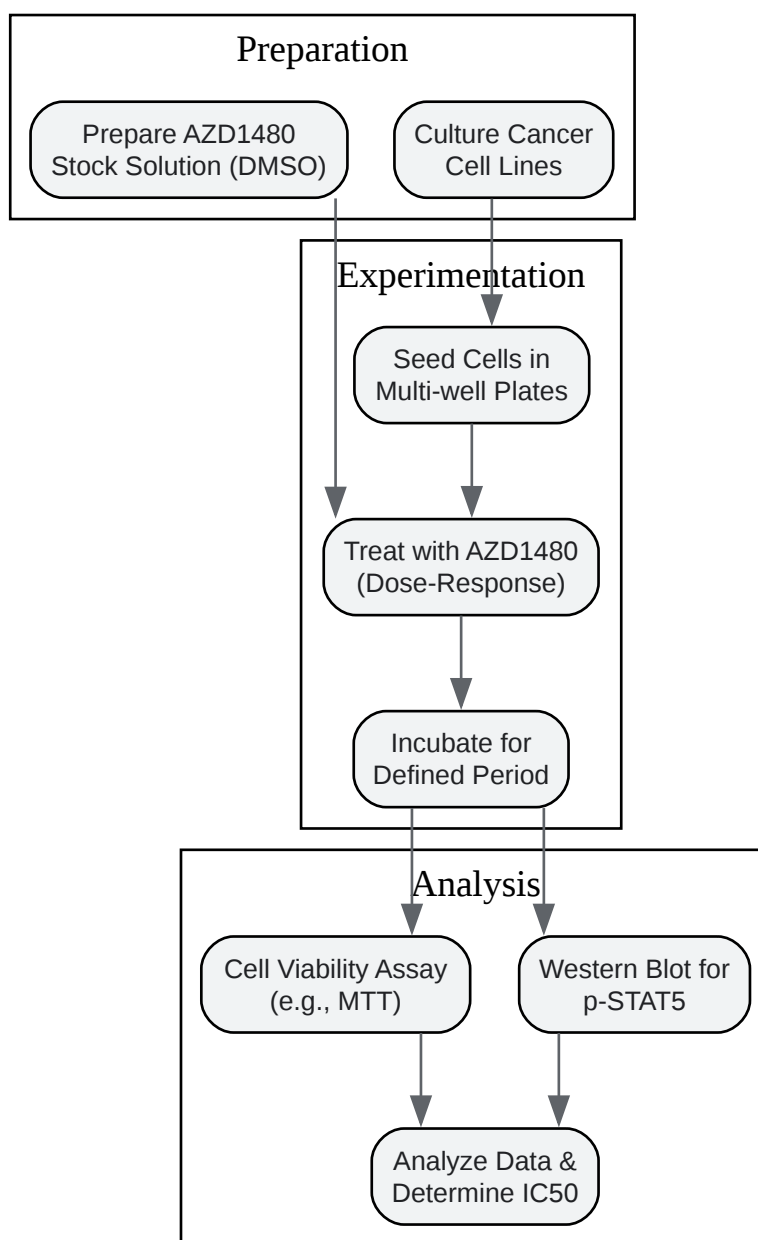 Preparation
Prepare AZD1480
Stock Solution (DMSO)
Culture Cancer
Cell Lines
Experimentation
Seed Cells in
Multi-well Plates
Treat with AZD1480
(Dose-Response)
Incubate for
Defined Period
Analysis
Cell Viability Assay
(e.g., MTT)
Western Blot for
p-STAT5
Analyze Data &
Determine IC50